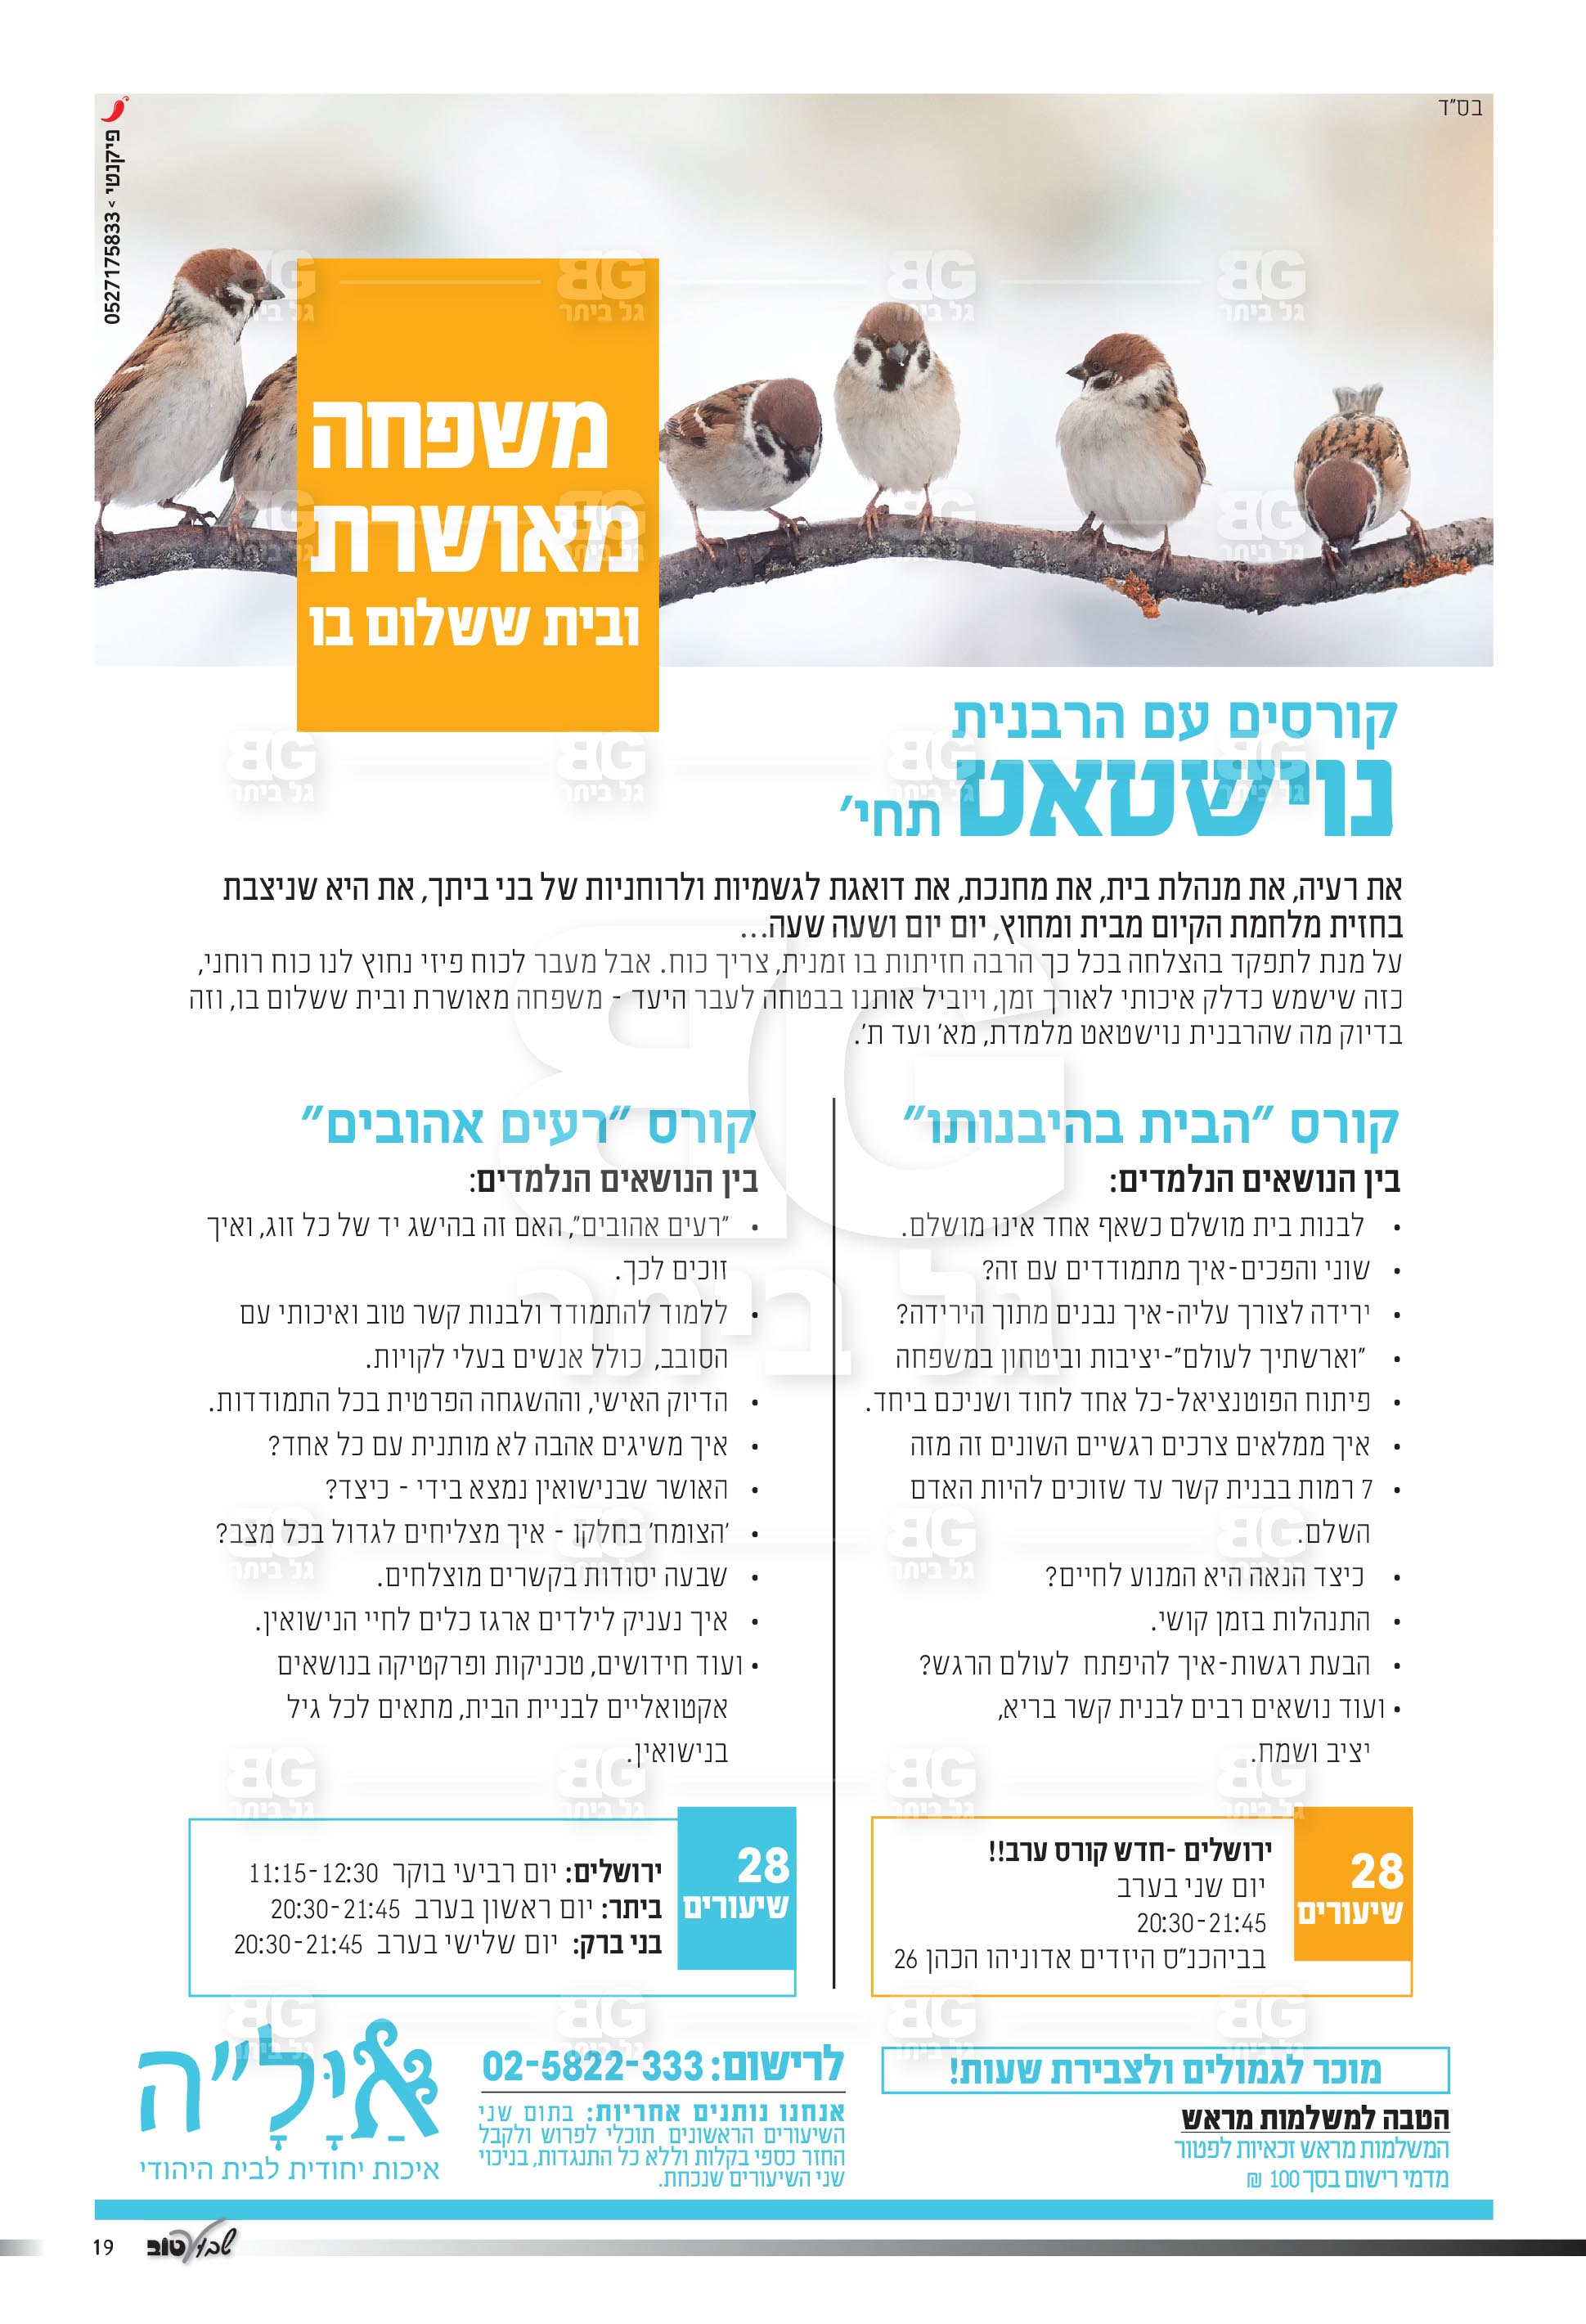 בס"ד
פיקנטי > 0527175833
משפחה
מאושרת
ובית ששלום בו
קורסים עם הרבנית
נוישטאט תחי'
את רעיה, את מנהלת בית, את מחנכת, את דואגת לגשמיות ולרוחניות של בני ביתך, את היא שניצבת
בחזית מלחמת הקיום מבית ומחוץ, יום יום ושעה שעה...
על מנת לתפקד בהצלחה בכל כך הרבה חזיתות בו זמנית, צריך כוח. אבל מעבר לכוח פיזי נחוץ לנו כוח רוחני,
כזה שישמש כדלק איכותי לאורך זמן, ויוביל אותנו בבטחה לעבר היעד - משפחה מאושרת ובית ששלום בו, וזה
בדיוק מה שהרבנית נוישטאט מלמדת, מא' ועד ת'.
קורס "הבית בהיבנותו"
בין הנושאים הנלמדים:
• לבנות בית מושלם כשאף אחד אינו מושלם.
• שוני והפכים-איך מתמודדים עם זה?
• ירידה לצורך עליה-איך נבנים מתוך הירידה?
• "וארשתיך לעולם"-יציבות וביטחון במשפחה
• פיתוח הפוטנציאל-כל אחד לחוד ושניכם ביחד.
• איך ממלאים צרכים רגשיים השונים זה מזה
• 7 רמות בבנית קשר עד שזוכים להיות האדם
השלם.
• כיצד הנאה היא המנוע לחיים?
• התנהלות בזמן קושי.
• הבעת רגשות-איך להיפתח לעולם הרגש?
• ועוד נושאים רבים לבנית קשר בריא,
יציב ושמח.
28
שיעורים
ירושלים -חדש קורס ערב!!
יום שני בערב
20:30-21:45
בביהכנ"ס היזדים אדוניהו הכהן 26
קורס "רעים אהובים"
בין הנושאים הנלמדים:
• "רעים אהובים", האם זה בהישג יד של כל זוג, ואיך
זוכים לכך.
• ללמוד להתמודד ולבנות קשר טוב ואיכותי עם
הסובב, כולל אנשים בעלי לקויות.
• הדיוק האישי, וההשגחה הפרטית בכל התמודדות.
• איך משיגים אהבה לא מותנית עם כל אחד?
• האושר שבנישואין נמצא בידי - כיצד?
• 'הצומח' בחלקו - איך מצליחים לגדול בכל מצב?
• שבעה יסודות בקשרים מוצלחים.
• איך נעניק לילדים ארגז כלים לחיי הנישואין.
• ועוד חידושים, טכניקות ופרקטיקה בנושאים
אקטואליים לבניית הבית, מתאים לכל גיל
בנישואין.
28
שיעורים
ירושלים: יום רביעי בוקר 11:15-12:30
ביתר: יום ראשון בערב 20:30-21:45
בני ברק: יום שלישי בערב 20:30-21:45
מוכר לגמולים ולצבירת שעות!
הטבה למשלמות מראש
המשלמות מראש זכאיות לפטור
מדמי רישום בסך 100 ₪
לרישום: 02-5822-333
אנחנו נותנים אחריות: בתום שני
השיעורים הראשונים תוכלי לפרוש ולקבל
החזר כספי בקלות וללא כל התנגדות, בניכוי
שני השיעורים שנכחת.
אַיָּלָ"ה
איכות יחודית לבית היהודי
שבוע טוב
19
BG
גל ביתר